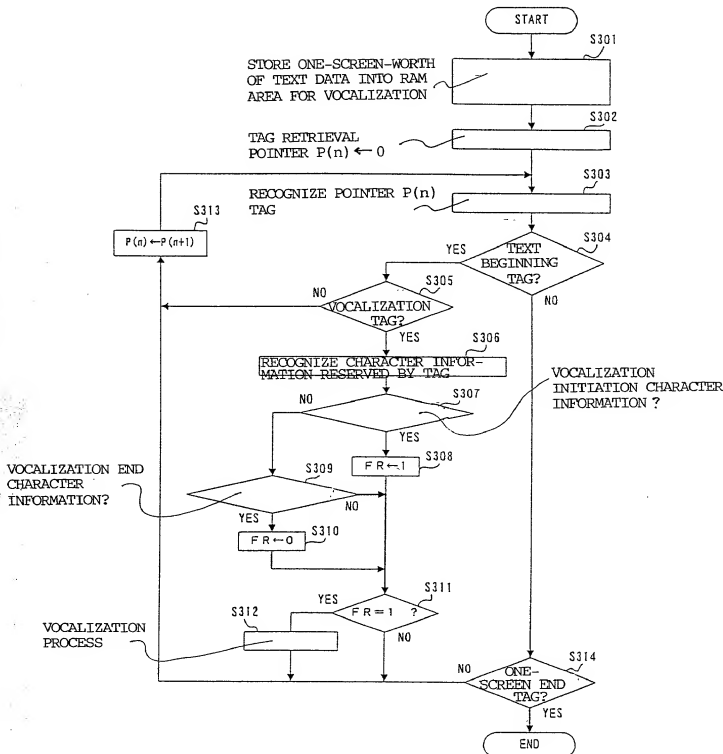 START
S301
STORE ONE-SCREEN-WORTH
OF TEXT DATA INTO RAM
AREA FOR VOCALIZATION
S302
TAG RETRIEVAL
POINTER P(n) ← 0
S303
RECOGNIZE POINTER P(n)
TAG
S313
P(n)←P(n+1)
S304
YES
TEXT
BEGINNING
TAG?
NO
S305
NO
VOCALIZATION
TAG?
YES
S306
RECOGNIZE CHARACTER INFOR-
MATION RESERVED BY TAG
S307
NO
VOCALIZATION
INITIATION CHARACTER
INFORMATION ?
YES
S308
FR←1
S309
VOCALIZATION END
CHARACTER
INFORMATION?
NO
YES
S310
FR←0
S311
YES
FR=1 ?
NO
S312
VOCALIZATION
PROCESS
S314
NO
ONE-
SCREEN END
TAG?
YES
END